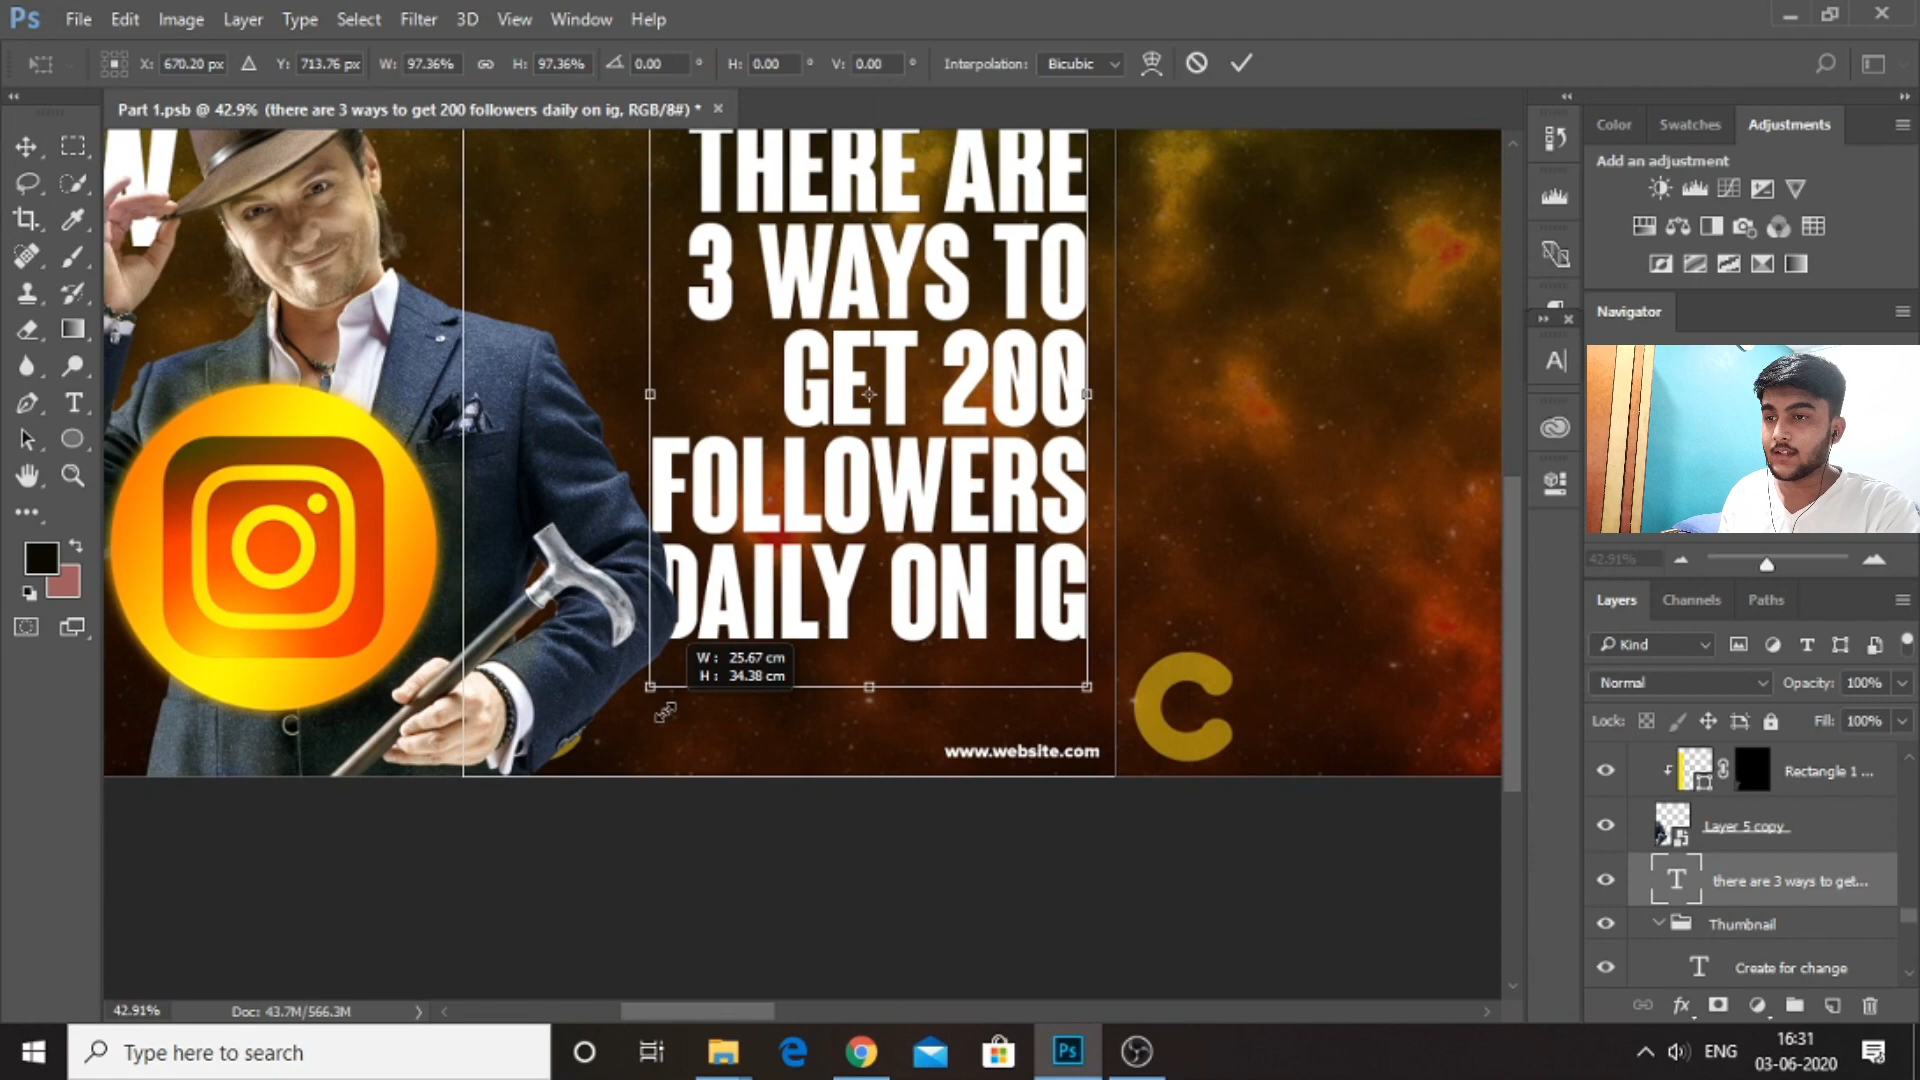 Ps File Edit Image Layer Type Select Filter 3D View Window Help
X: 670.20 px Y: 713.76 px W: 97.36% H: 97.36% 0.00 ° H: 0.00 ° V: 0.00 ° Interpolation: Bicubic
Part 1.psb @ 42.9% (there are 3 ways to get 200 followers daily on ig, RGB/8#) *
THERE ARE
3 WAYS TO
GET 200
FOLLOWERS
DAILY ON IG
W: 25.67 cm
H: 34.38 cm
www.website.com
C
Color Swatches Adjustments
Add an adjustment
Navigator
42.91%
Layers Channels Paths
Kind
Normal Opacity: 100%
Lock: Fill: 100%
Rectangle 1 ...
Layer 5 copy
T there are 3 ways to get...
Thumbnail
T Create for change
fx
42.91% Doc: 43.7M/566.3M
Type here to search
Ps
ENG
16:31
03-06-2020